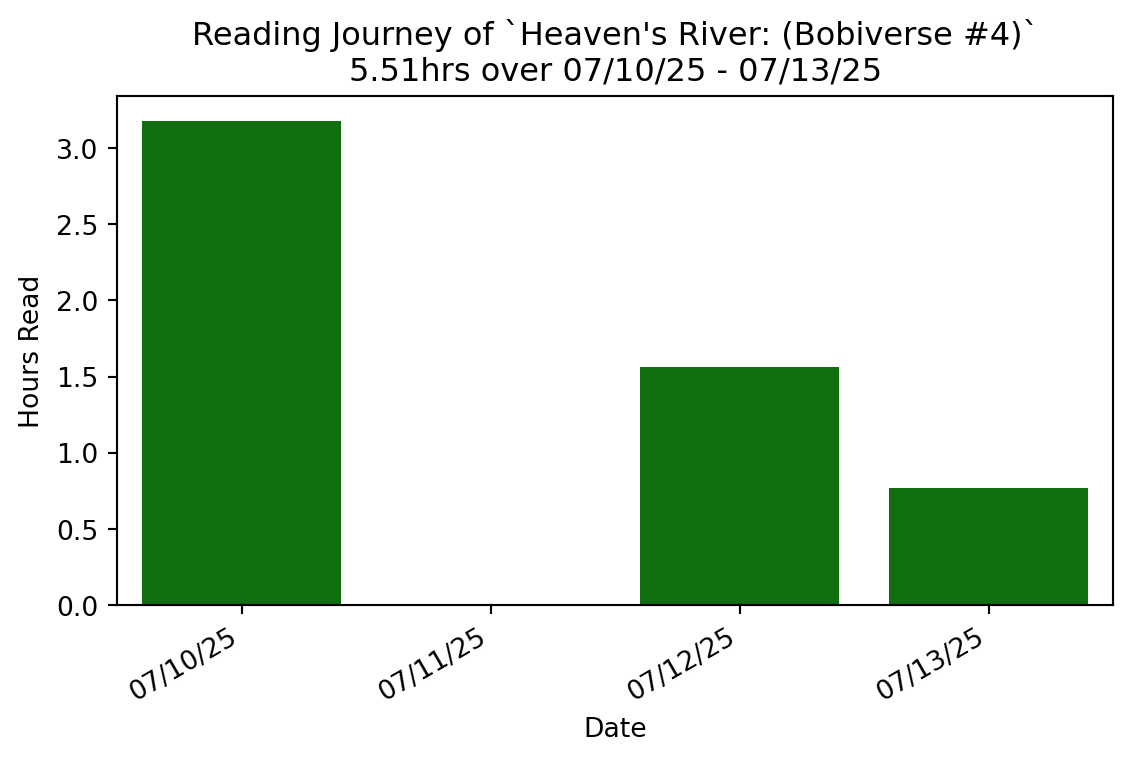 Reading Journey of `Heaven's River: (Bobiverse #4)`
5.51hrs over 07/10/25 - 07/13/25
Hours Read
3.0
2.5
2.0
1.5
1.0
0.5
0.0
07/10/25
07/11/25
07/12/25
07/13/25
Date